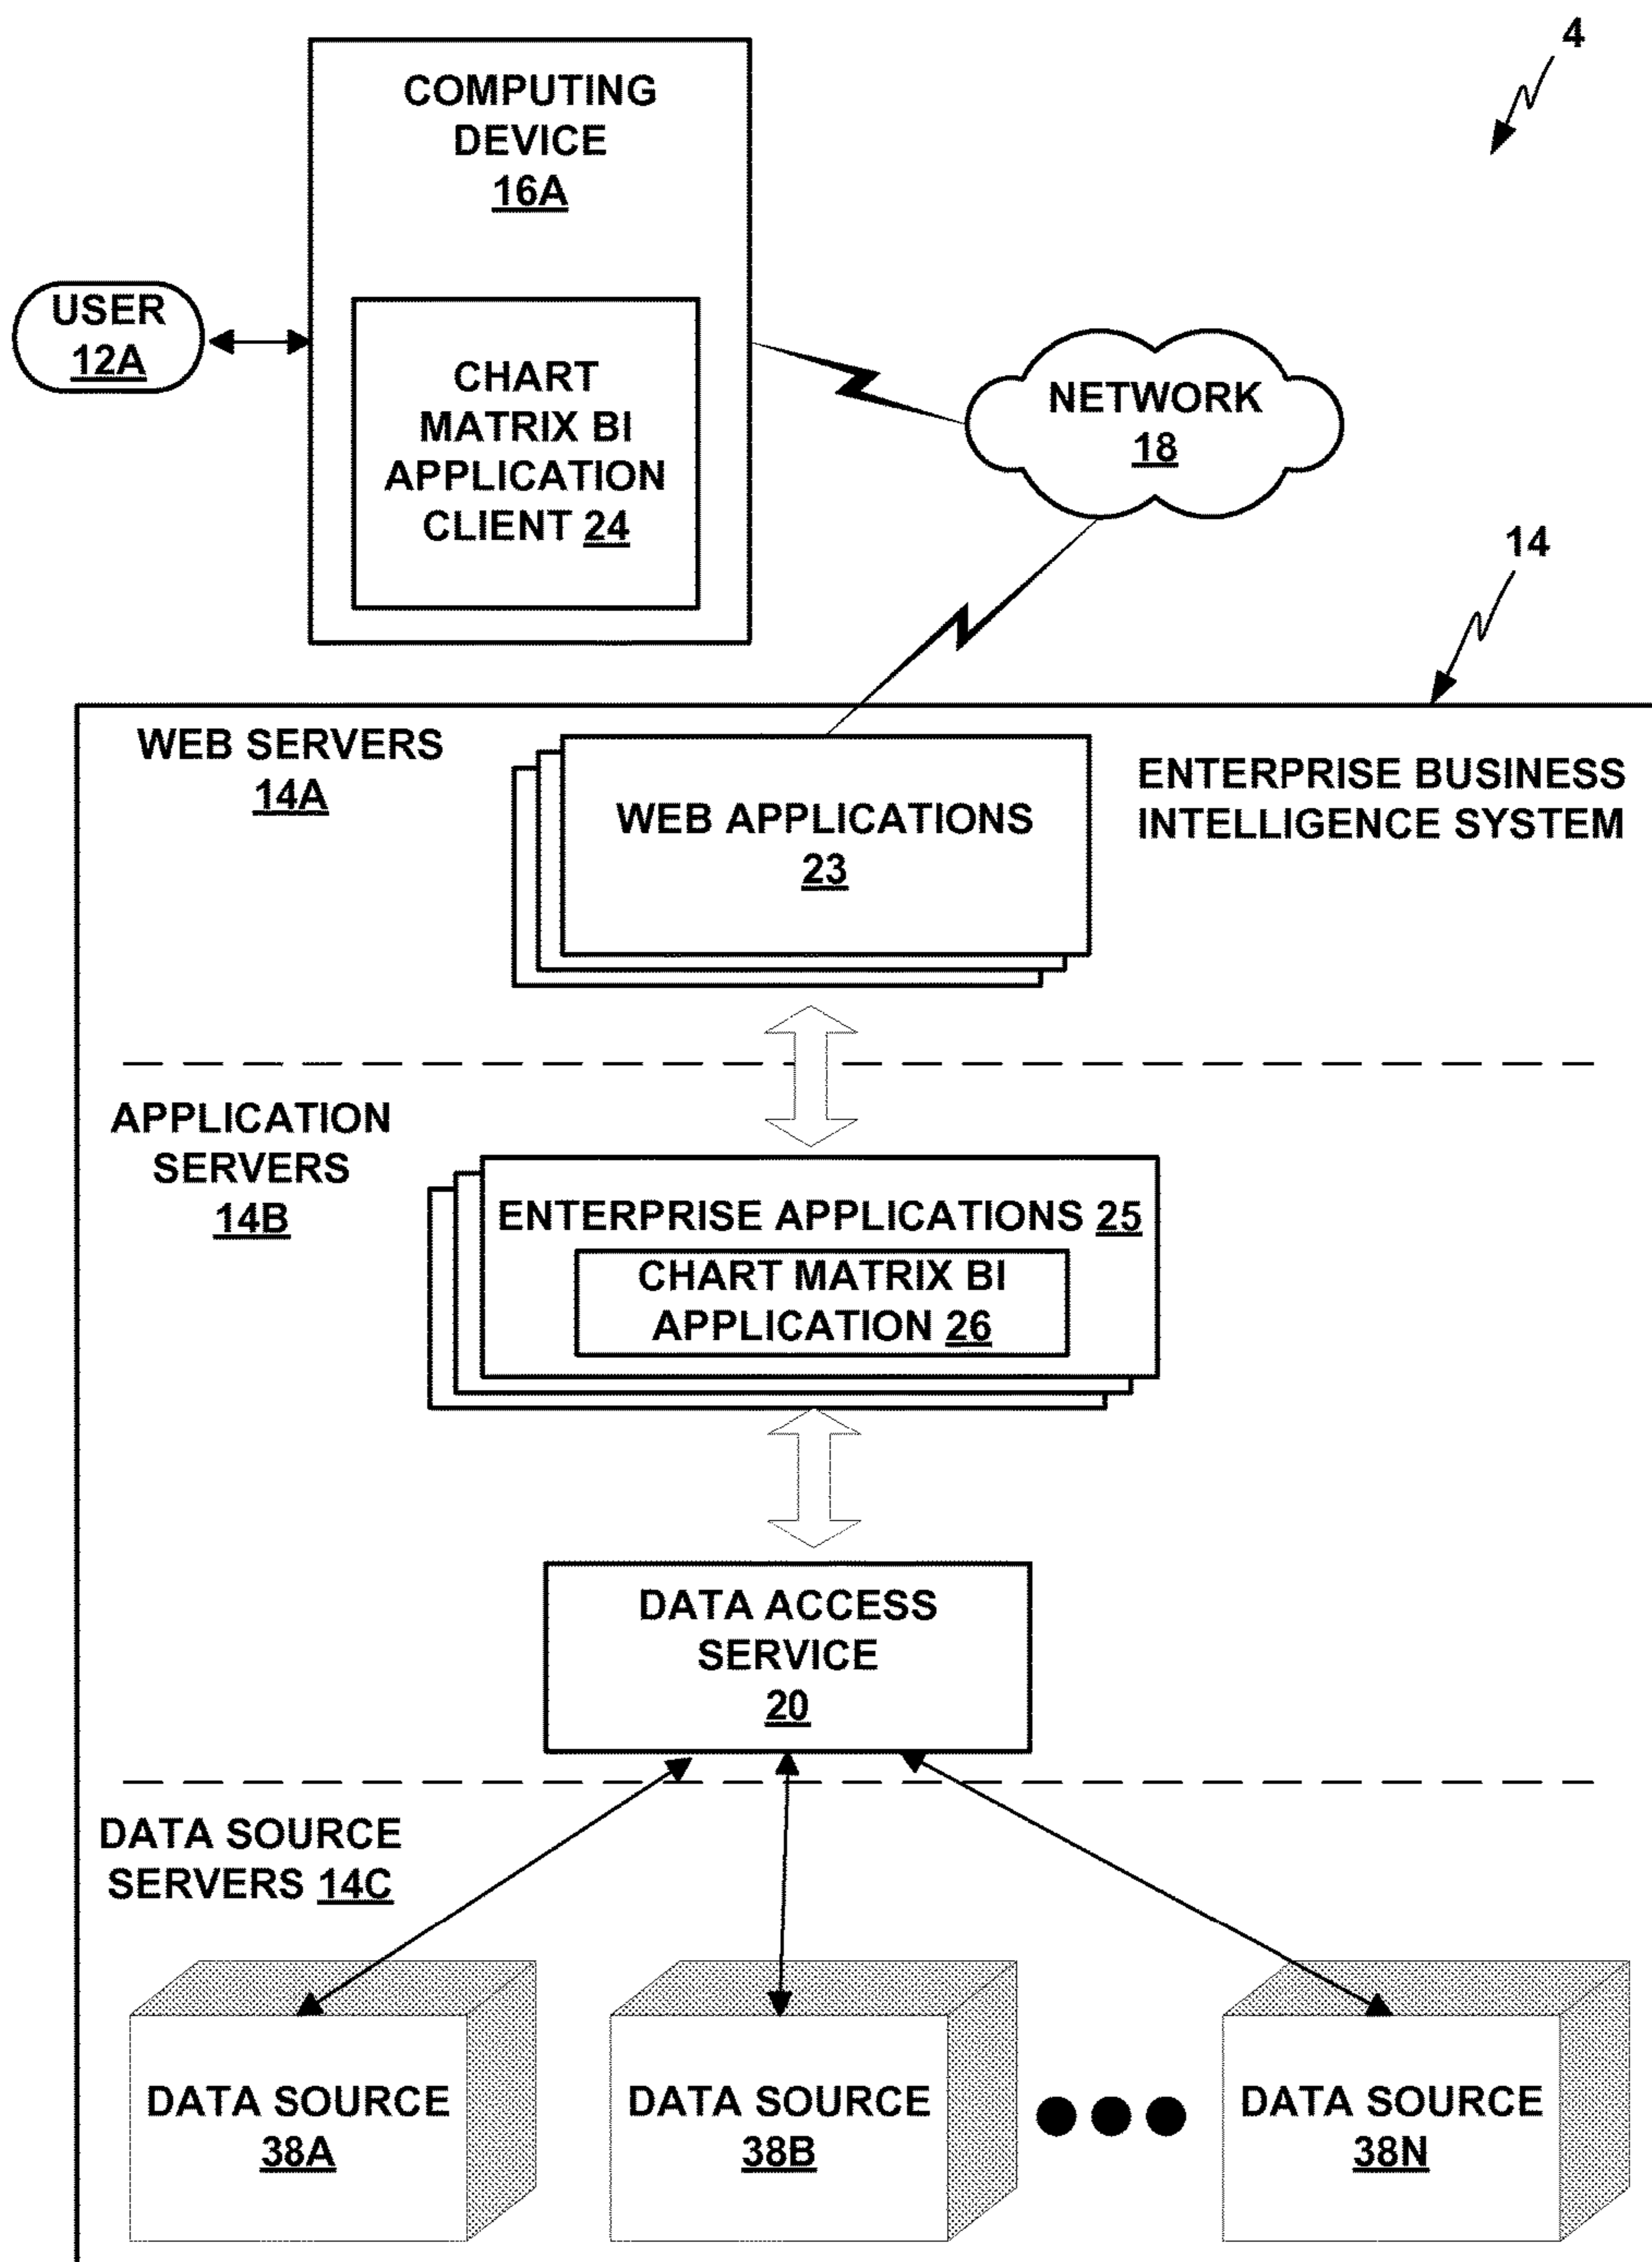 4
COMPUTING
DEVICE
16A
USER
12A
CHART
MATRIX BI
APPLICATION
CLIENT 24
NETWORK
18
14
WEB SERVERS
14A
WEB APPLICATIONS
23
ENTERPRISE BUSINESS
INTELLIGENCE SYSTEM
APPLICATION
SERVERS
14B
ENTERPRISE APPLICATIONS 25
CHART MATRIX BI
APPLICATION 26
DATA ACCESS
SERVICE
20
DATA SOURCE
SERVERS 14C
DATA SOURCE
38A
DATA SOURCE
38B
DATA SOURCE
38N